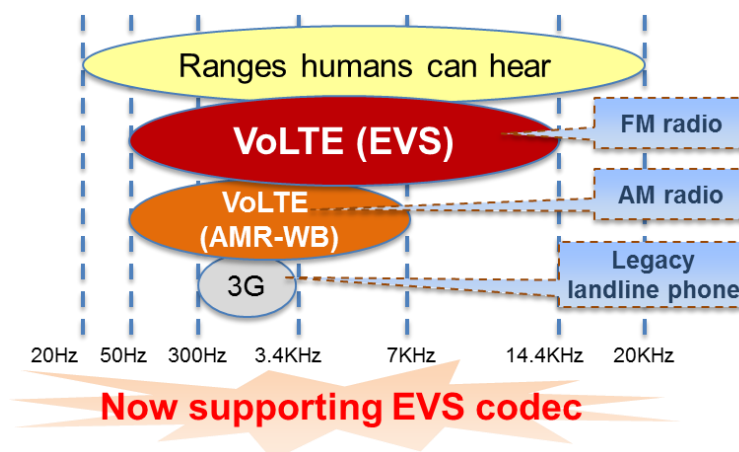 Ranges humans can hear
VoLTE (EVS)
FM radio
VoLTE
(AMR-WB)
AM radio
3G
Legacy
landline phone
20Hz 50Hz 300Hz 3.4KHz 7KHz 14.4KHz 20KHz
Now supporting EVS codec